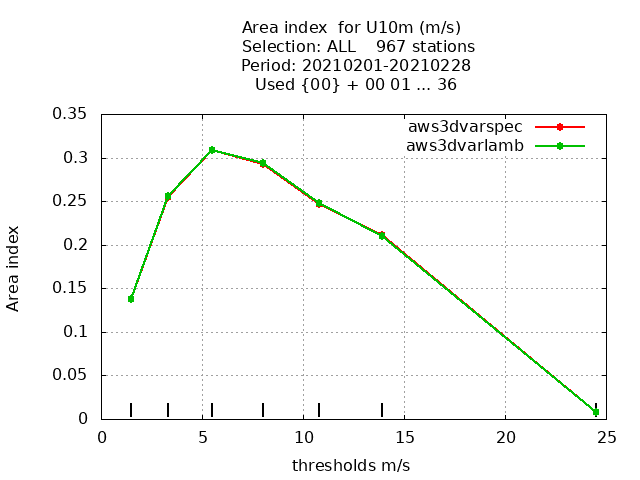 Area index  for U10m (m/s)
Selection: ALL    967 stations
Period: 20210201-20210228
Used {00} + 00 01 ... 36
aws3dvarspec
aws3dvarlamb
Area index
0.35
0.3
0.25
0.2
0.15
0.1
0.05
0
0 5 10 15 20 25
thresholds m/s